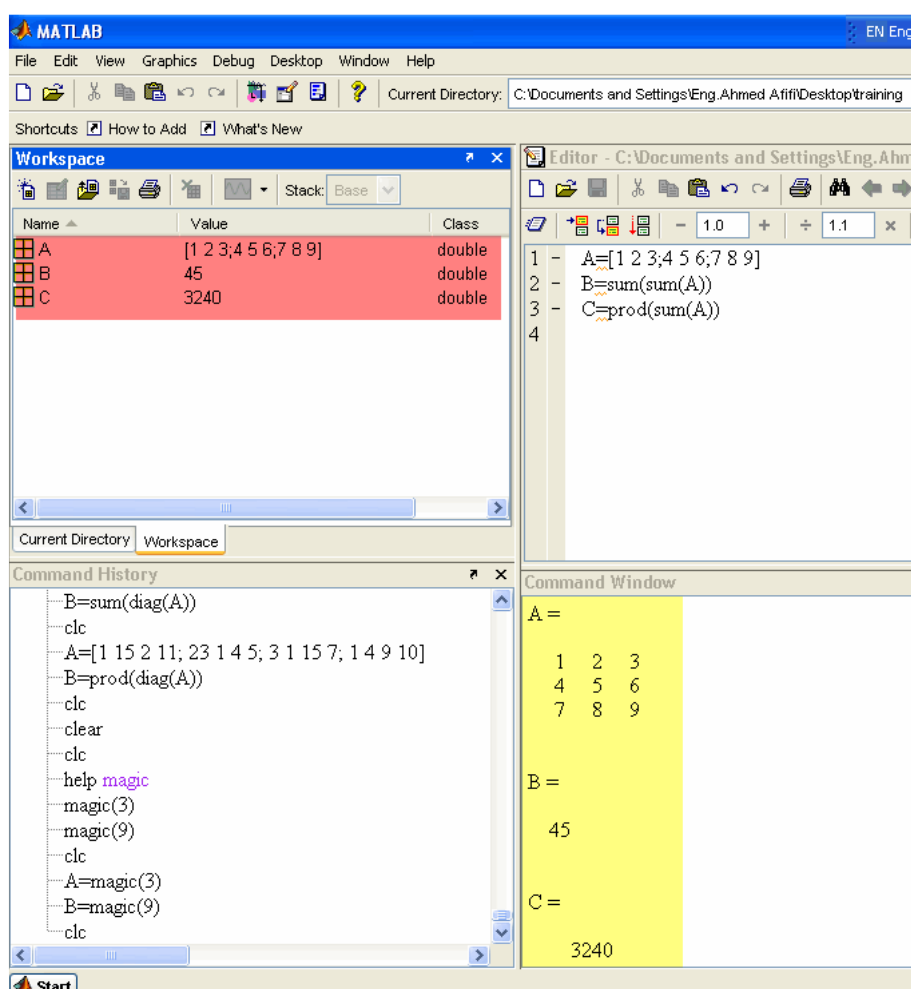 MATLAB
EN Eng
File Edit View Graphics Debug Desktop Window Help
Current Directory: C:\Documents and Settings\Eng.Ahmed Afifi\Desktop\training
Shortcuts How to Add What's New
Workspace
Stack: Base
Name Value Class
A [1 2 3;4 5 6;7 8 9] double
B 45 double
C 3240 double
Current Directory Workspace
Editor - C:\Documents and Settings\Eng.Ahm
1.0 + ÷ 1.1 ×
1 - A=[1 2 3;4 5 6;7 8 9]
2 - B=sum(sum(A))
3 - C=prod(sum(A))
4
Command History
B=sum(diag(A))
clc
A=[1 15 2 11; 23 1 4 5; 3 1 15 7; 1 4 9 10]
B=prod(diag(A))
clc
clear
clc
help magic
magic(3)
magic(9)
clc
A=magic(3)
B=magic(9)
clc
Command Window
A =
1 2 3
4 5 6
7 8 9
B =
45
C =
3240
Start